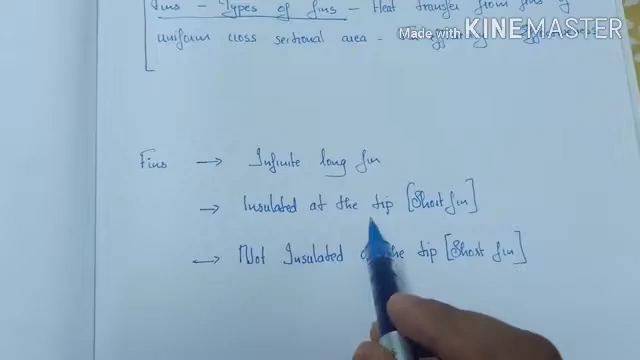 Fins - Types of fins - Heat transfer from fins of
Made with KINEMASTER
uniform cross sectional area -
Fins → Infinite long fin
→ Insulated at the tip [Short fin]
→ Not Insulated the tip [Short fin]